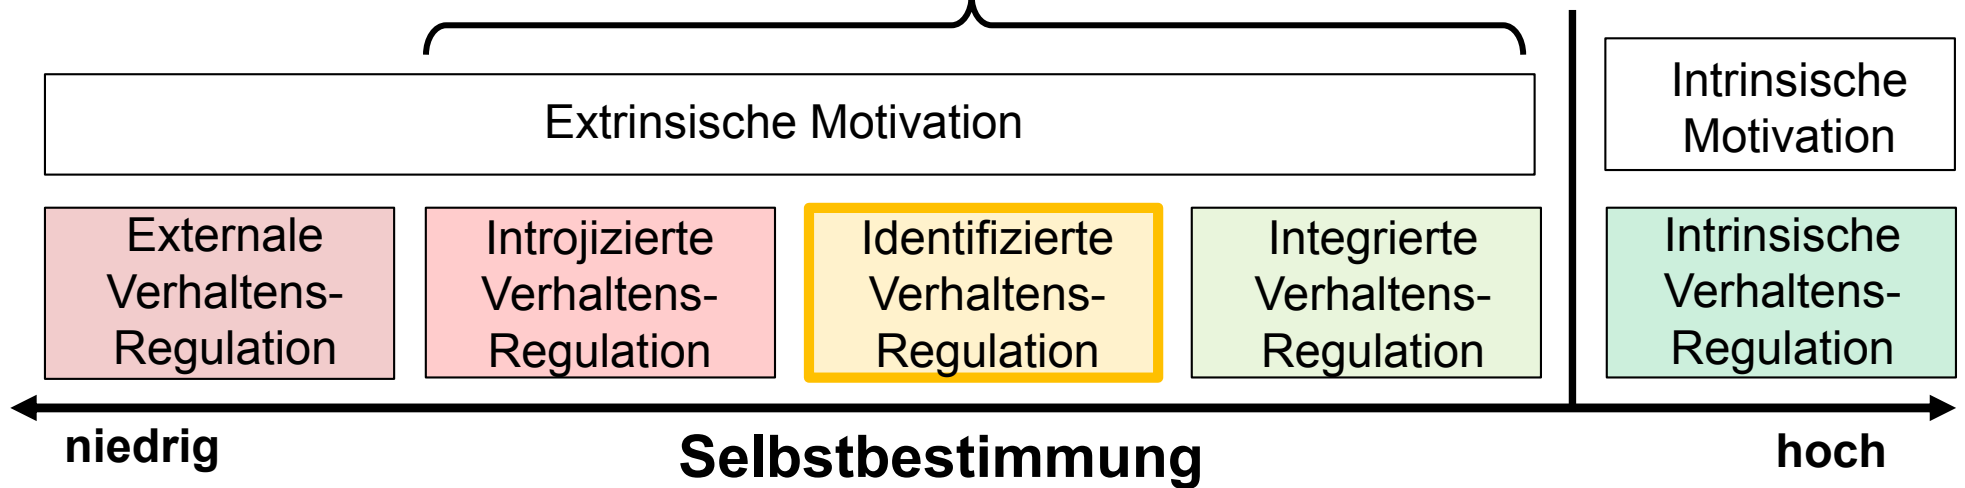 Extrinsische Motivation
Intrinsische
Motivation
Externale
Verhaltens-
Regulation
Introjizierte
Verhaltens-
Regulation
Identifizierte
Verhaltens-
Regulation
Integrierte
Verhaltens-
Regulation
Intrinsische
Verhaltens-
Regulation
niedrig
Selbstbestimmung
hoch